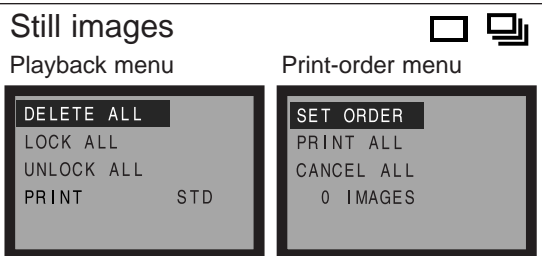 Still images
Playback menu
DELETE ALL
LOCK ALL
UNLOCK ALL
PRINT STD
Print-order menu
SET ORDER
PRINT ALL
CANCEL ALL
0 IMAGES